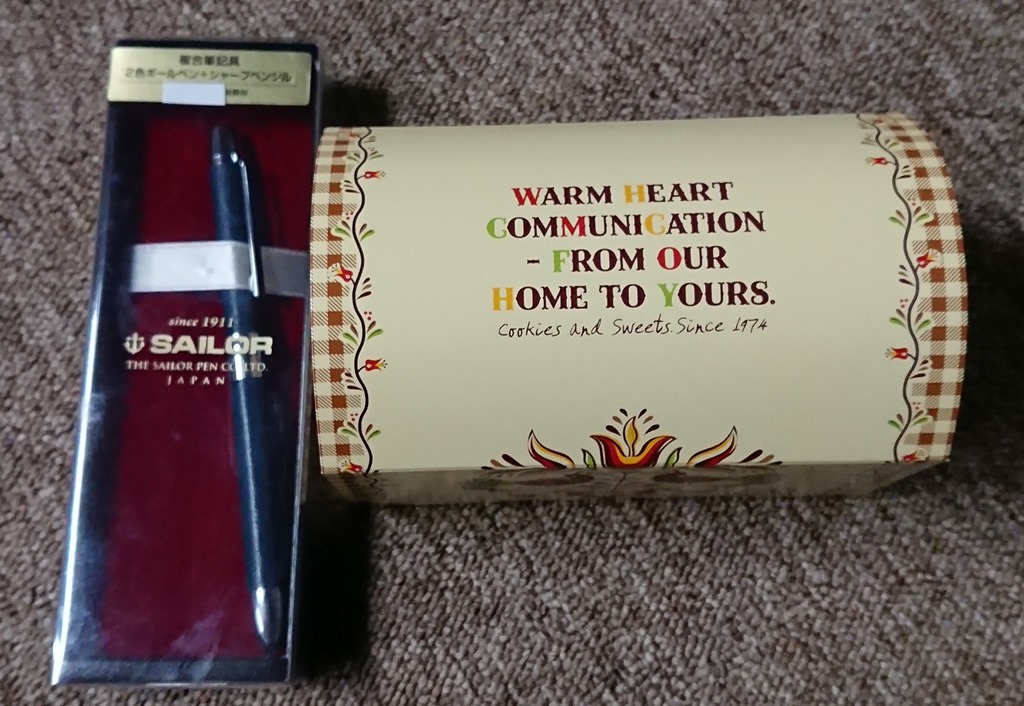 複合筆記具
2色ボールペン+シャープペンシル
since 1911
SAILOR
THE SAILOR PEN CO., LTD.
JAPAN
WARM HEART
COMMUNICATION
- FROM OUR
HOME TO YOURS.
Cookies and Sweets. Since 1974